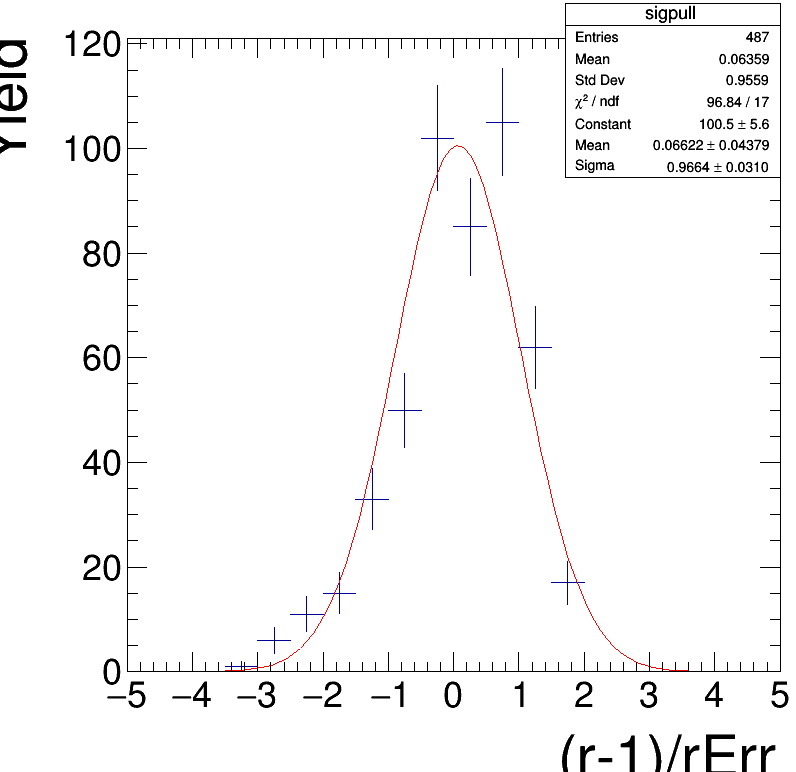 sigpull
Entries 487
Mean 0.06359
Std Dev 0.9559
χ² / ndf 96.84 / 17
Constant 100.5 ± 5.6
Mean 0.06622 ± 0.04379
Sigma 0.9664 ± 0.0310
Yield
120
100
80
60
40
20
0
−5 −4 −3 −2 −1 0 1 2 3 4 5
(r-1)/rErr